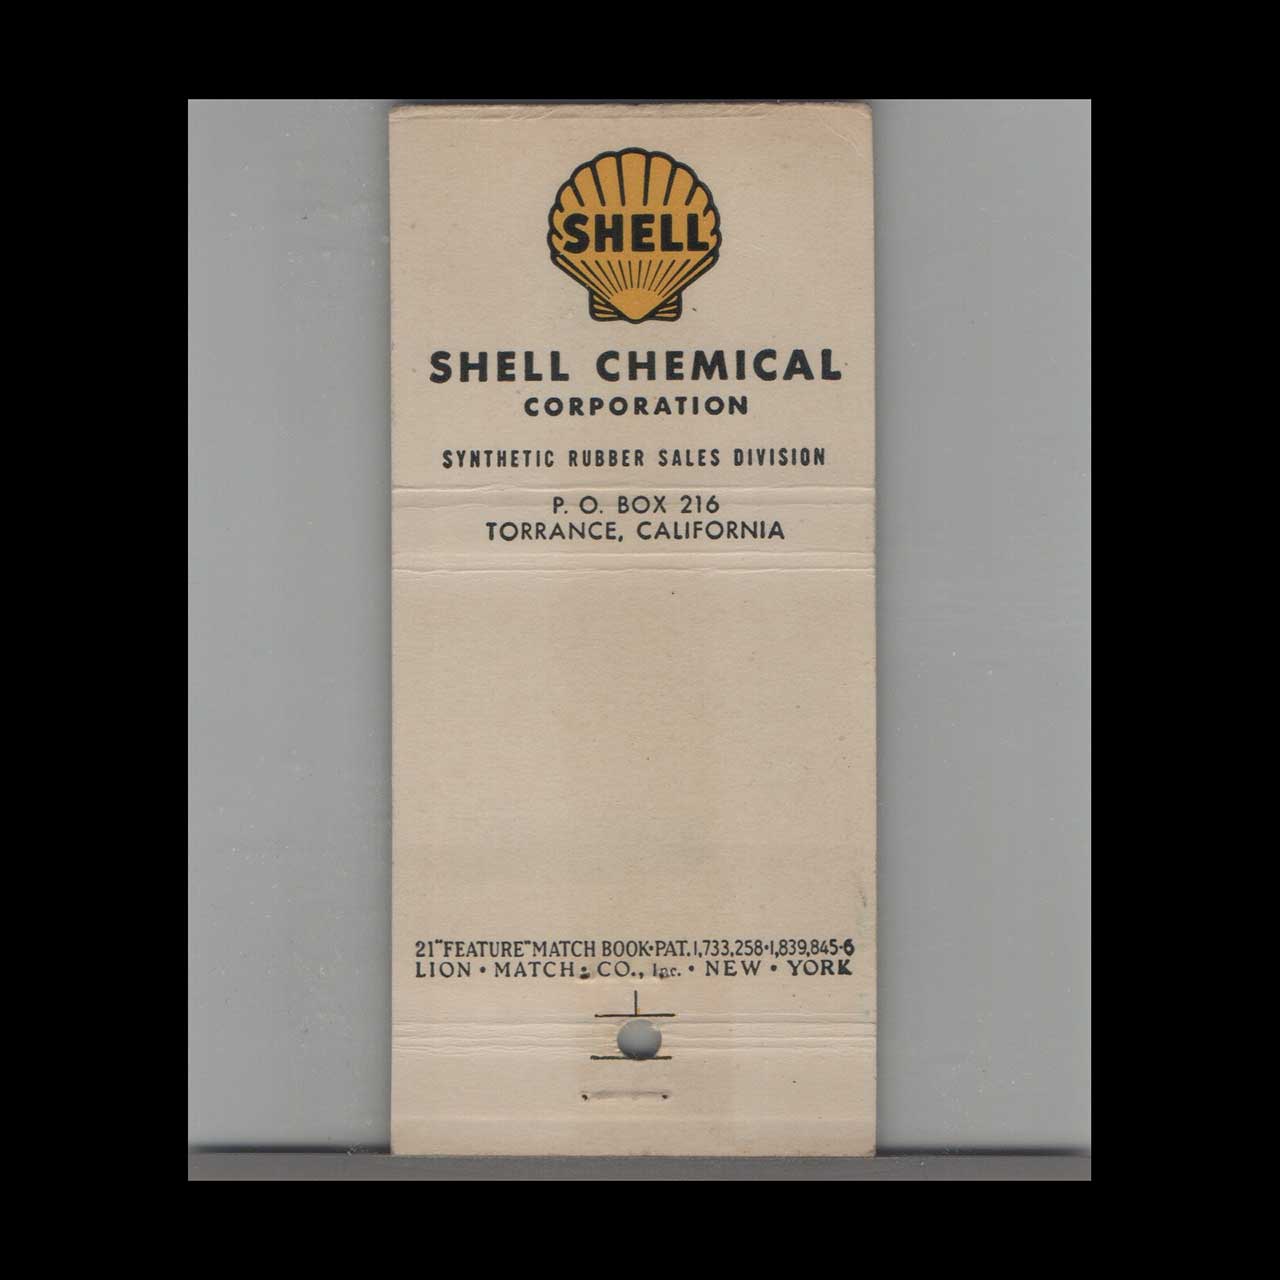 SHELL
SHELL CHEMICAL
CORPORATION
SYNTHETIC RUBBER SALES DIVISION
P. O. BOX 216
TORRANCE, CALIFORNIA
21 "FEATURE" MATCH BOOK•PAT. 1,733,258•1,839,845-6
LION • MATCH • CO., Inc. • NEW • YORK